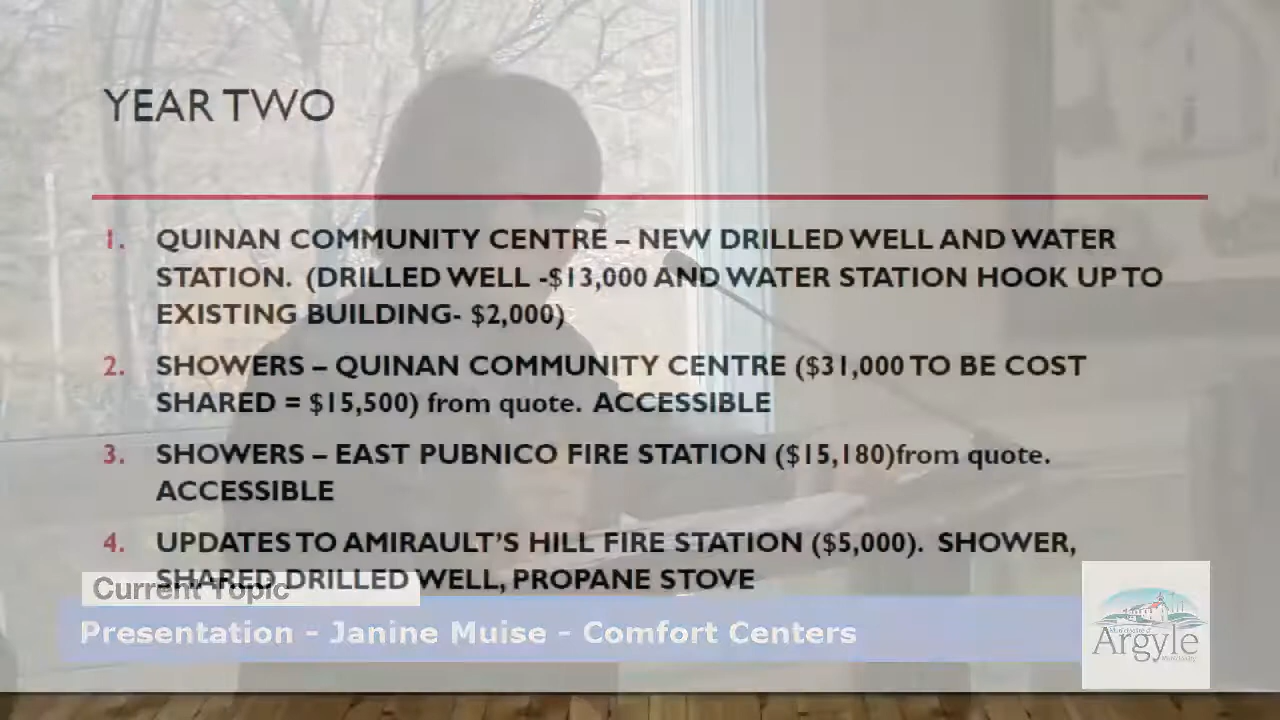 YEAR TWO
1. QUINAN COMMUNITY CENTRE – NEW DRILLED WELL AND WATER
STATION. (DRILLED WELL -$13,000 AND WATER STATION HOOK UP TO
EXISTING BUILDING- $2,000)
2. SHOWERS – QUINAN COMMUNITY CENTRE ($31,000 TO BE COST
SHARED = $15,500) from quote. ACCESSIBLE
3. SHOWERS – EAST PUBNICO FIRE STATION ($15,180)from quote.
ACCESSIBLE
4. UPDATES TO AMIRAULT'S HILL FIRE STATION ($5,000). SHOWER,
SHARED DRILLED WELL, PROPANE STOVE
Current Topic
Presentation - Janine Muise - Comfort Centers
Argyle